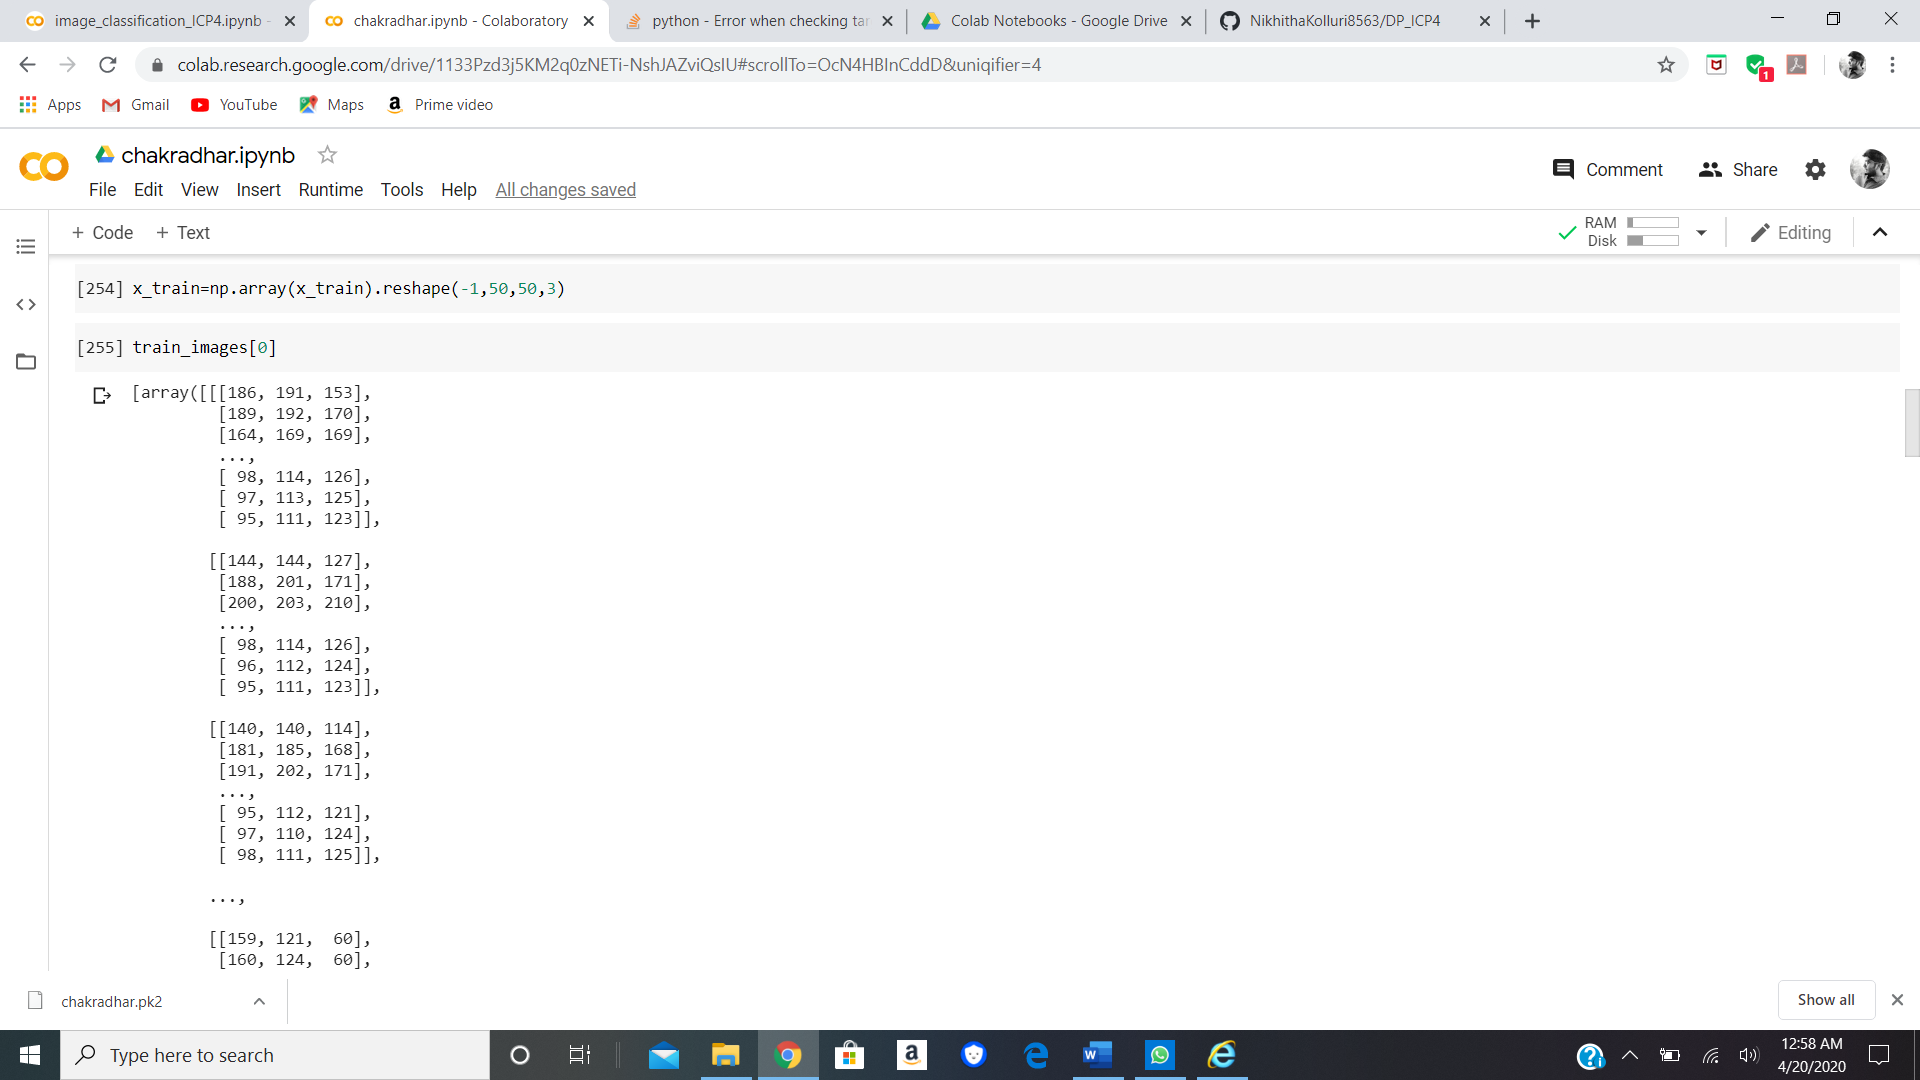 image_classification_ICP4.ipynb -
chakradhar.ipynb - Colaboratory
python - Error when checking tar
Colab Notebooks - Google Drive
NikhithaKolluri8563/DP_ICP4
colab.research.google.com/drive/1133Pzd3j5KM2q0zNETi-NshJAZviQsIU#scrollTo=OcN4HBInCddD&uniqifier=4
1
Apps Gmail YouTube Maps Prime video
chakradhar.ipynb
File Edit View Insert Runtime Tools Help All changes saved
Comment Share
+ Code + Text
RAM
Disk
Editing
[254] x_train=np.array(x_train).reshape(-1,50,50,3)
[255] train_images[0]
[array([[[186, 191, 153],
[189, 192, 170],
[164, 169, 169],
...,
[ 98, 114, 126],
[ 97, 113, 125],
[ 95, 111, 123]],
[[144, 144, 127],
[188, 201, 171],
[200, 203, 210],
...,
[ 98, 114, 126],
[ 96, 112, 124],
[ 95, 111, 123]],
[[140, 140, 114],
[181, 185, 168],
[191, 202, 171],
...,
[ 95, 112, 121],
[ 97, 110, 124],
[ 98, 111, 125]],
...,
[[159, 121,  60],
[160, 124,  60],
chakradhar.pk2
Show all
Type here to search
12:58 AM
4/20/2020